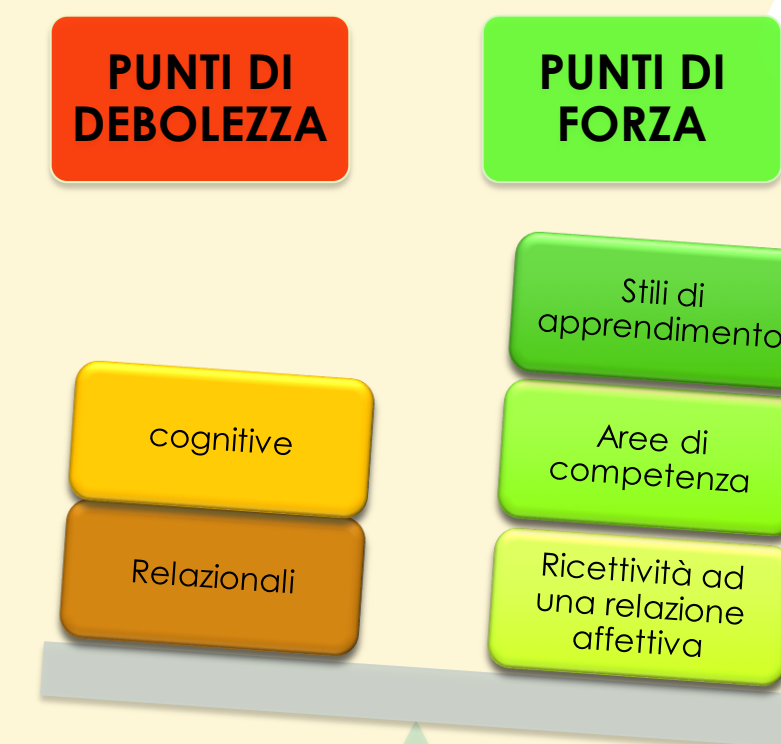 PUNTI DI
DEBOLEZZA
PUNTI DI
FORZA
Stili di
apprendimento
Aree di
competenza
Ricettività ad
una relazione
affettiva
cognitive
Relazionali